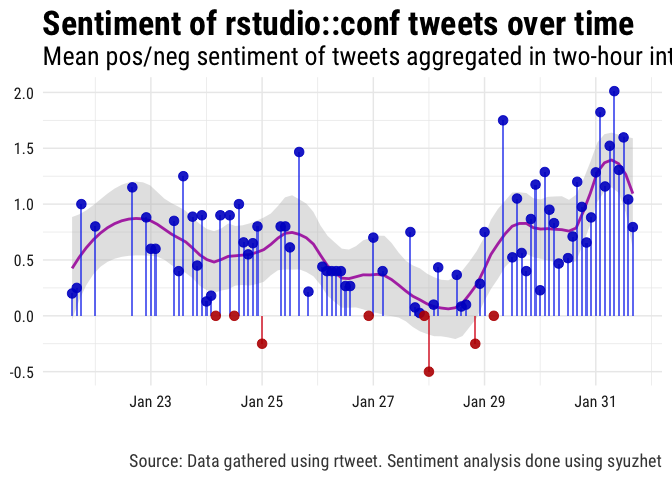 Sentiment of rstudio::conf tweets over time
Mean pos/neg sentiment of tweets aggregated in two-hour int
2.0
1.5
1.0
0.5
0.0
-0.5
Jan 23 Jan 25 Jan 27 Jan 29 Jan 31
Source: Data gathered using rtweet. Sentiment analysis done using syuzhet